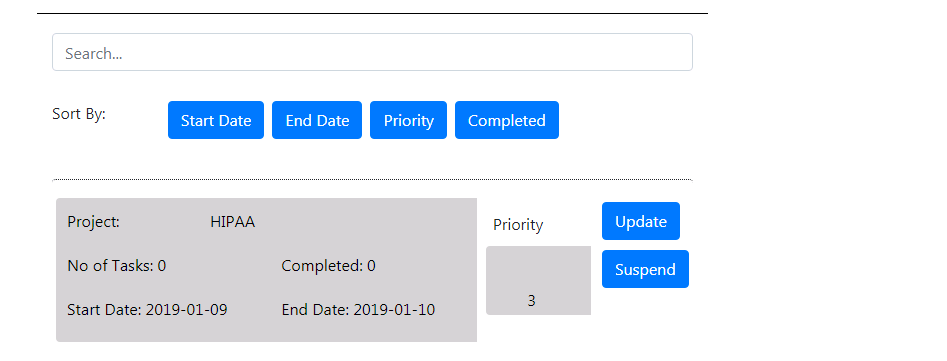 Search...
Sort By: Start Date End Date Priority Completed
Project: HIPAA
Priority
Update
No of Tasks: 0 Completed: 0
Suspend
Start Date: 2019-01-09 End Date: 2019-01-10
3